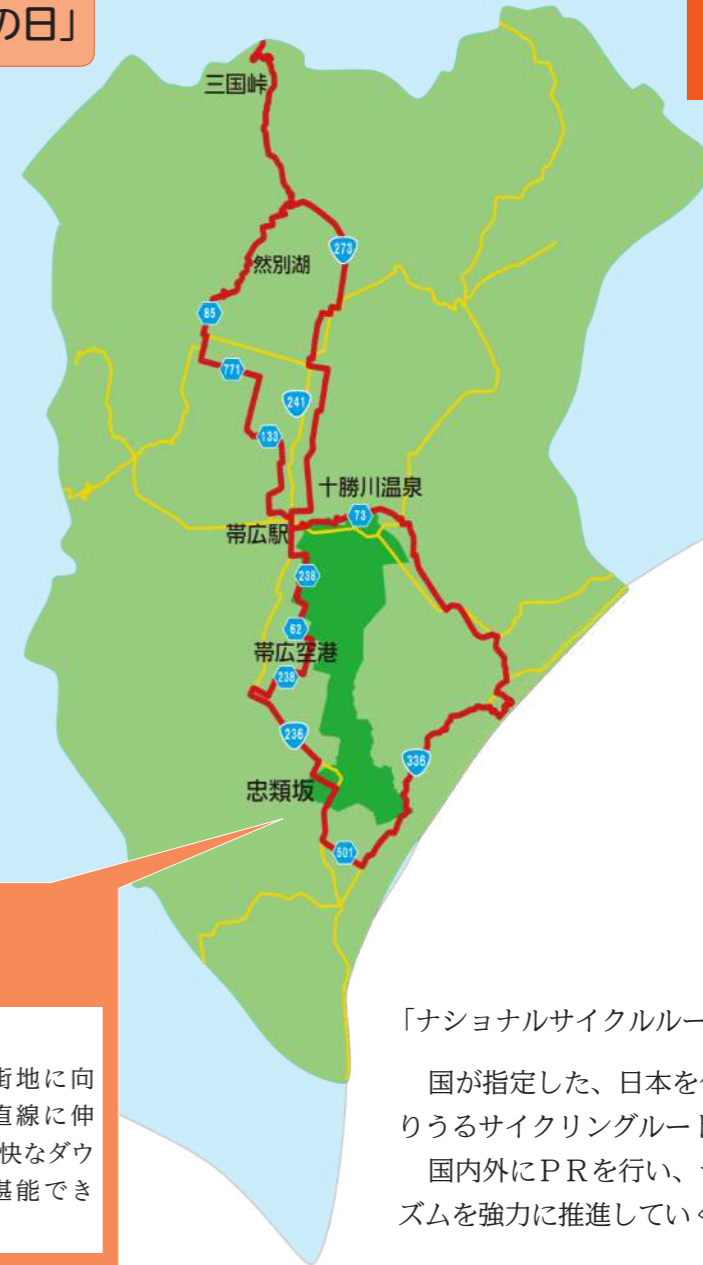 の日」
三国峠
273
然別湖
85
771
241
133
十勝川温泉
73
帯広駅
238
62
帯広空港
238
236
336
忠類坂
501
街地に向
直線に伸
快なダウ
堪能でき
「ナショナルサイクルルー
国が指定した、日本を
りうるサイクリングルート
国内外にＰＲを行い、
ズムを強力に推進してい